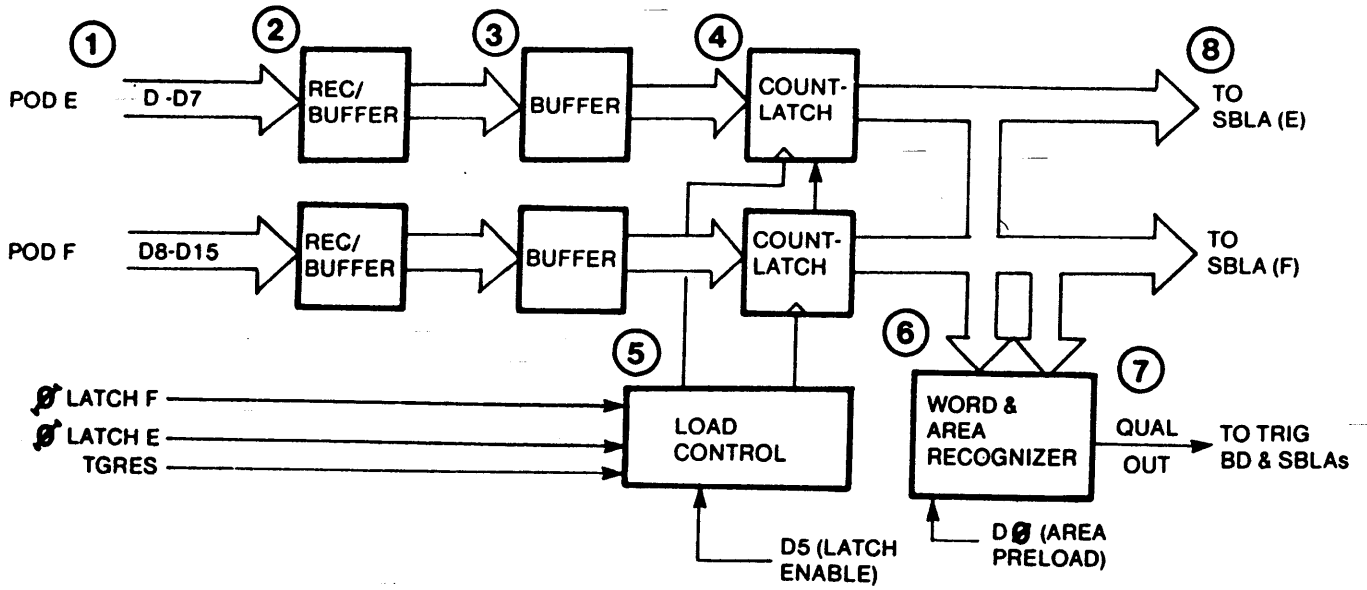 1
2
3
4
8
POD E
D -D7
REC/
BUFFER
BUFFER
COUNT-
LATCH
TO
SBLA (E)
POD F
D8-D15
REC/
BUFFER
BUFFER
COUNT-
LATCH
TO
SBLA (F)
5
6
7
Ø LATCH F
Ø LATCH E
TGRES
LOAD
CONTROL
WORD &
AREA
RECOGNIZER
QUAL
OUT
TO TRIG
BD & SBLAs
D5 (LATCH
ENABLE)
DØ (AREA
PRELOAD)